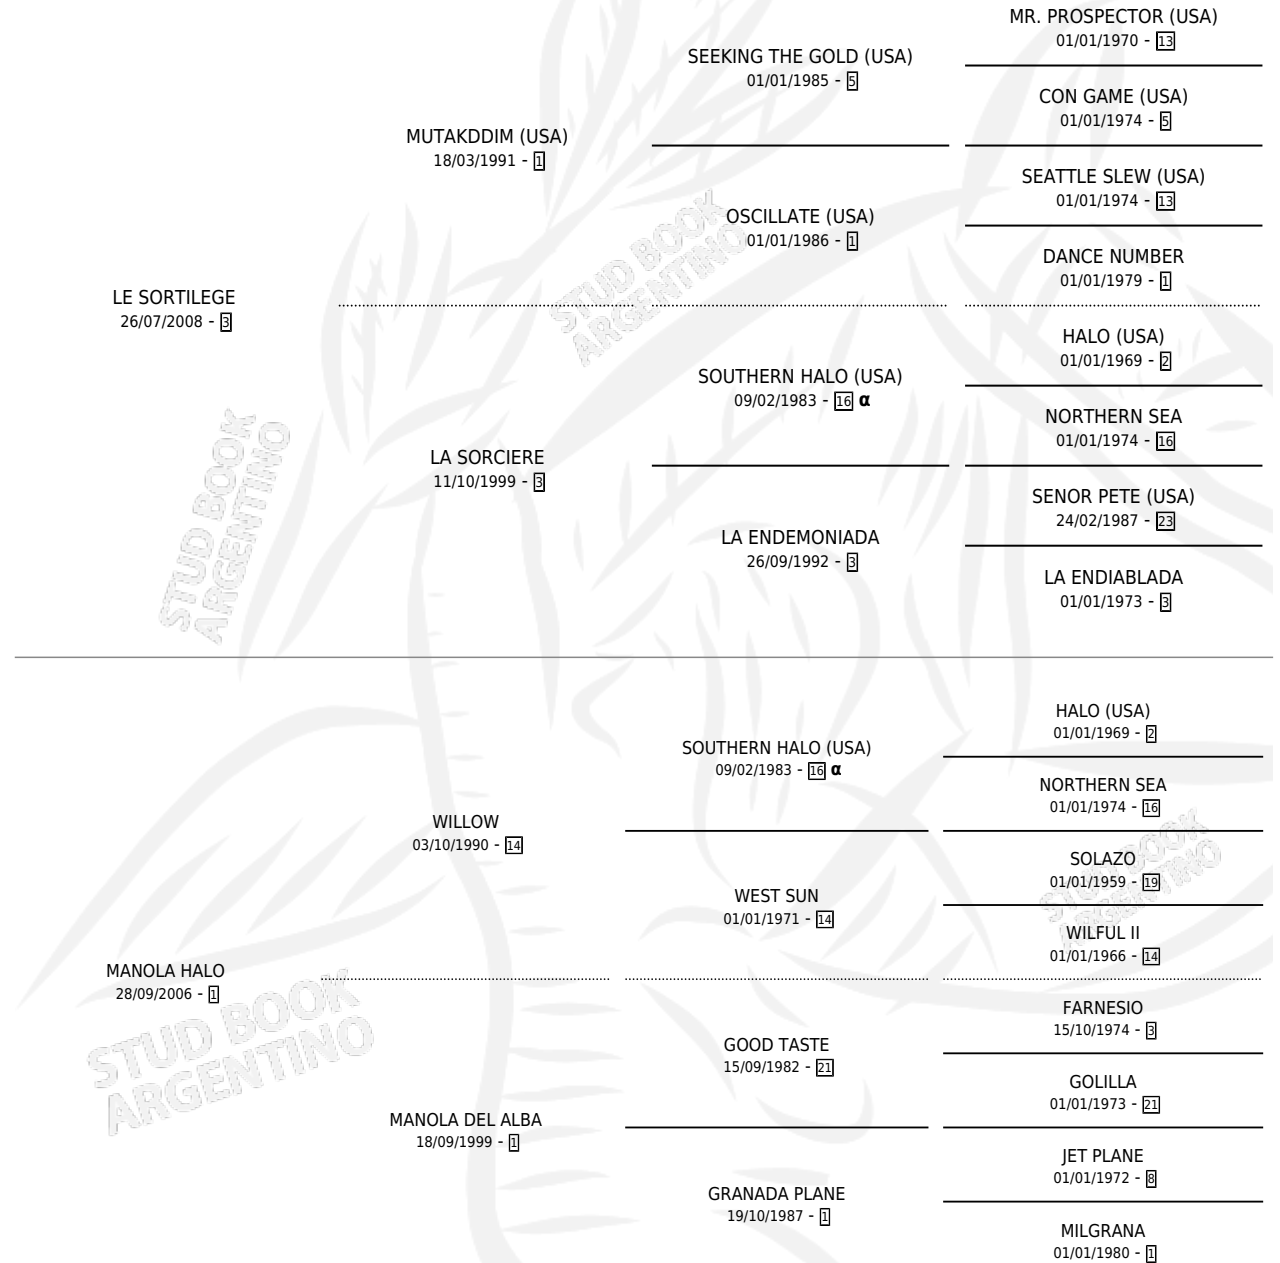 MR. PROSPECTOR (USA)
01/01/1970 - 13
SEEKING THE GOLD (USA)
01/01/1985 - 5
CON GAME (USA)
01/01/1974 - 5
MUTAKDDIM (USA)
18/03/1991 - 1
SEATTLE SLEW (USA)
01/01/1974 - 13
OSCILLATE (USA)
01/01/1986 - 1
DANCE NUMBER
01/01/1979 - 1
LE SORTILEGE
26/07/2008 - 3
HALO (USA)
01/01/1969 - 2
SOUTHERN HALO (USA)
09/02/1983 - 16 α
NORTHERN SEA
01/01/1974 - 16
LA SORCIERE
11/10/1999 - 3
SENOR PETE (USA)
24/02/1987 - 23
LA ENDEMONIADA
26/09/1992 - 3
LA ENDIABLADA
01/01/1973 - 3
HALO (USA)
01/01/1969 - 2
SOUTHERN HALO (USA)
09/02/1983 - 16 α
NORTHERN SEA
01/01/1974 - 16
WILLOW
03/10/1990 - 14
SOLAZO
01/01/1959 - 19
WEST SUN
01/01/1971 - 14
WILFUL II
01/01/1966 - 14
MANOLA HALO
28/09/2006 - 1
FARNESIO
15/10/1974 - 3
GOOD TASTE
15/09/1982 - 21
GOLILLA
01/01/1973 - 21
MANOLA DEL ALBA
18/09/1999 - 1
JET PLANE
01/01/1972 - 8
GRANADA PLANE
19/10/1987 - 1
MILGRANA
01/01/1980 - 1
STUD BOOK
ARGENTINO
STUD BOOK
ARGENTINO
STUD BOOK
ARGENTINO
STUD BOOK
ARGENTINO